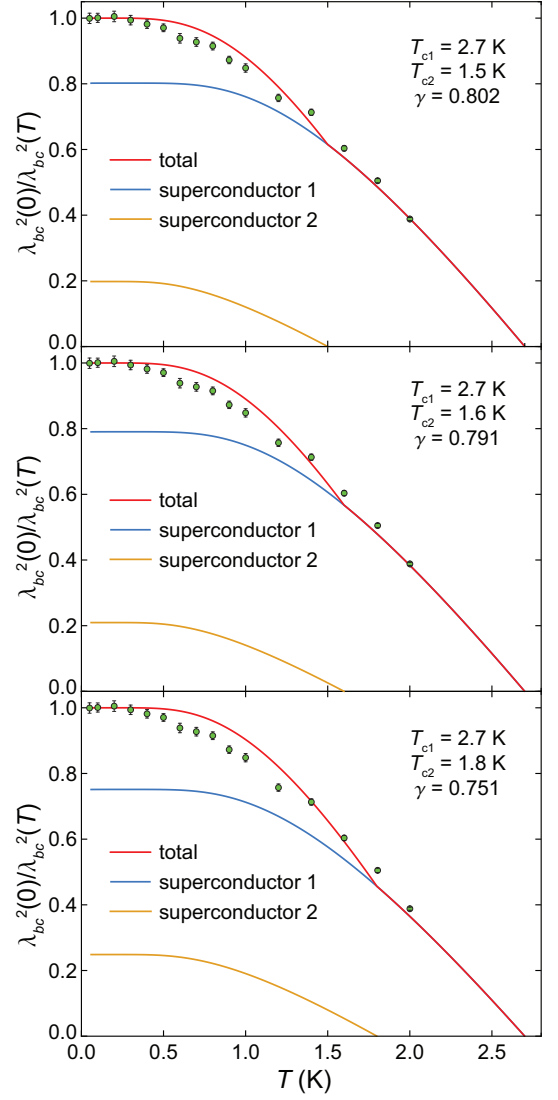 1.0
0.8
0.6
0.4
0.2
0.0
λbc²(0)/λbc²(T)
Tc1 = 2.7 K
Tc2 = 1.5 K
γ = 0.802
total
superconductor 1
superconductor 2
1.0
0.8
0.6
0.4
0.2
0.0
λbc²(0)/λbc²(T)
Tc1 = 2.7 K
Tc2 = 1.6 K
γ = 0.791
total
superconductor 1
superconductor 2
1.0
0.8
0.6
0.4
0.2
0.0
λbc²(0)/λbc²(T)
Tc1 = 2.7 K
Tc2 = 1.8 K
γ = 0.751
total
superconductor 1
superconductor 2
0.0 0.5 1.0 1.5 2.0 2.5
T (K)